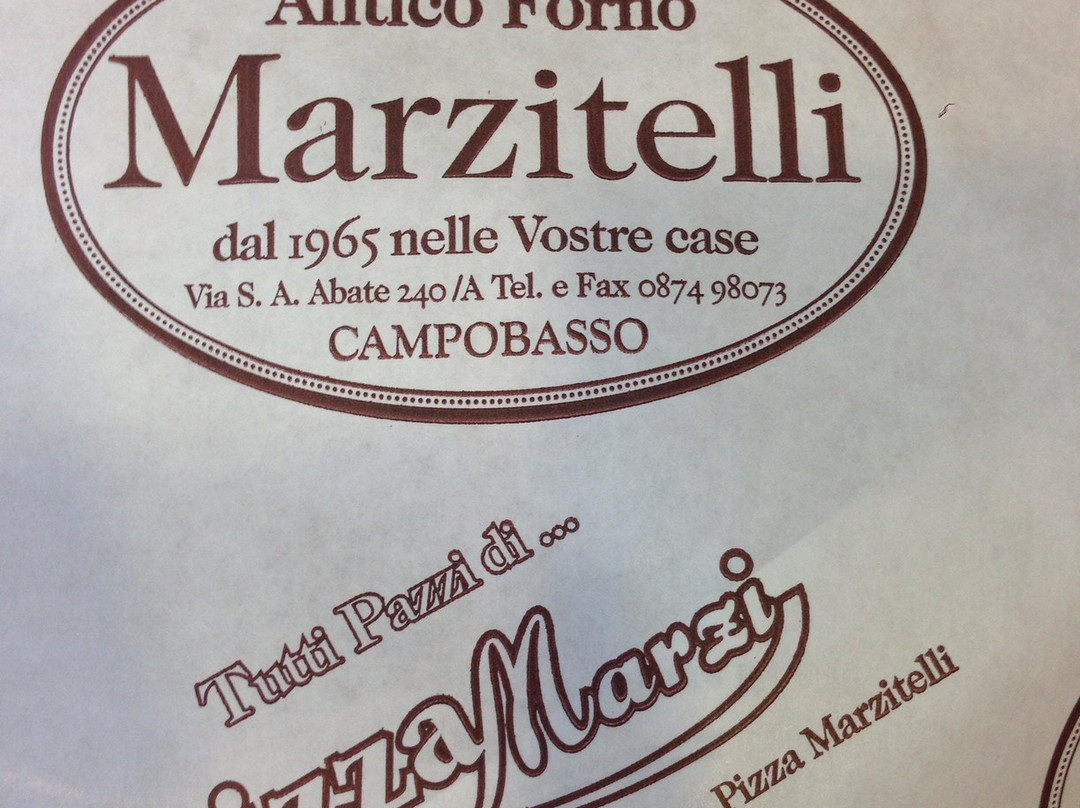 Antico Forno
Marzitelli
dal 1965 nelle Vostre case
Via S. A. Abate 240 /A Tel. e Fax 0874 98073
CAMPOBASSO
Tutti Pazzi di ...
izzaMarzi
Pizza Marzitelli